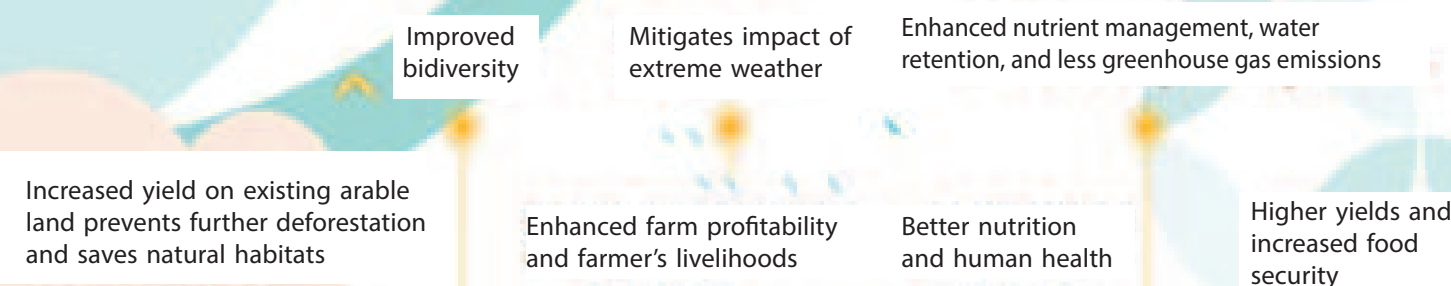 Improved
bidiversity
Mitigates impact of
extreme weather
Enhanced nutrient management, water
retention, and less greenhouse gas emissions
Increased yield on existing arable
land prevents further deforestation
and saves natural habitats
Enhanced farm profitability
and farmer's livelihoods
Better nutrition
and human health
Higher yields and
increased food
security